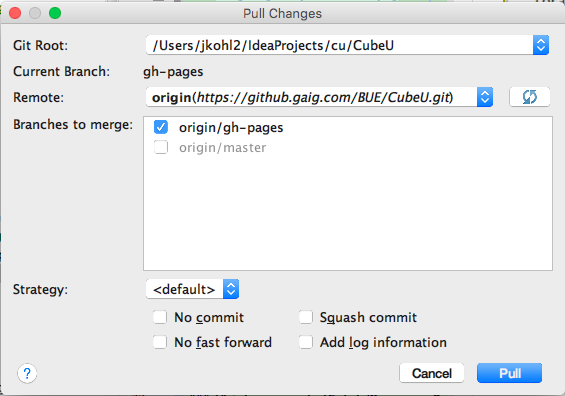 Pull Changes
Git Root: /Users/jkohl2/IdeaProjects/cu/CubeU
Current Branch: gh-pages
Remote: origin(https://github.gaig.com/BUE/CubeU.git)
Branches to merge: origin/gh-pages
origin/master
Strategy: <default>
No commit Squash commit
No fast forward Add log information
? Cancel Pull